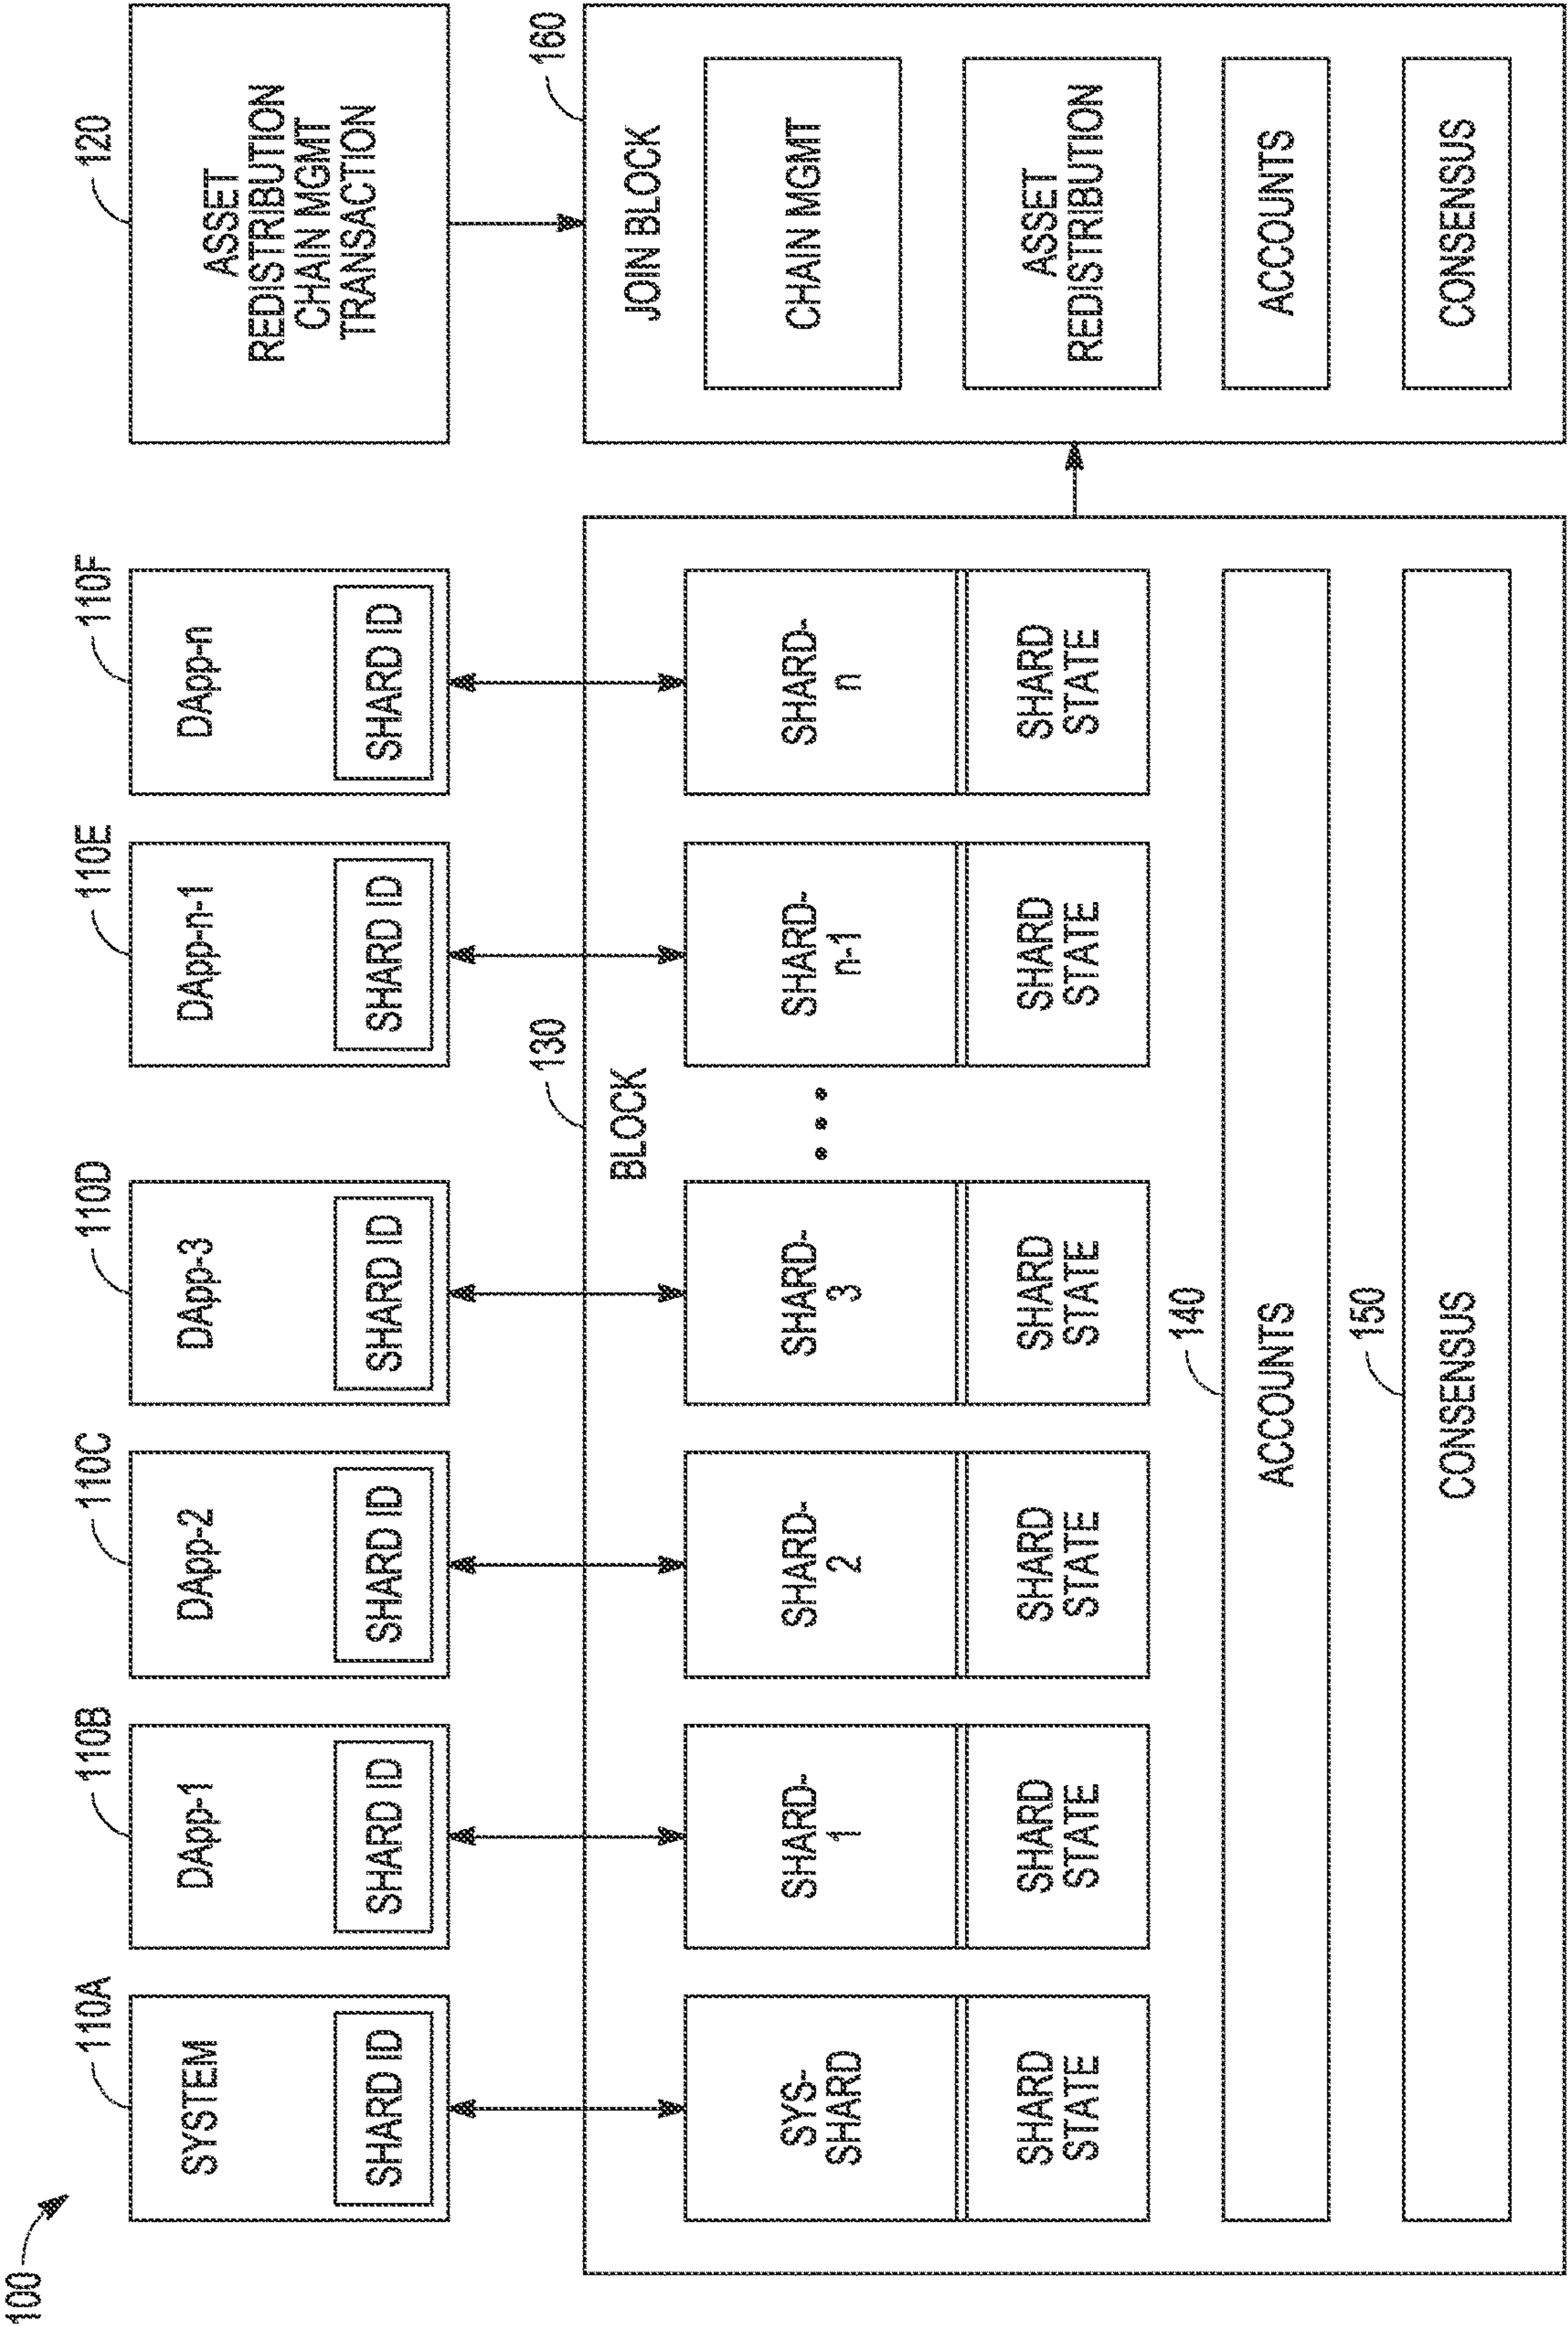 100
110A
110B
110C
110D
110E
110F
120
SYSTEM
SHARD ID
DApp-1
SHARD ID
DApp-2
SHARD ID
DApp-3
SHARD ID
DApp-n-1
SHARD ID
DApp-n
SHARD ID
ASSET
REDISTRIBUTION
CHAIN MGMT
TRANSACTION
130
BLOCK
SYS-
SHARD
SHARD
STATE
SHARD-
1
SHARD
STATE
SHARD-
2
SHARD
STATE
SHARD-
3
SHARD
STATE
SHARD-
n-1
SHARD
STATE
SHARD-
n
SHARD
STATE
140
ACCOUNTS
150
CONSENSUS
160
JOIN BLOCK
CHAIN MGMT
ASSET
REDISTRIBUTION
ACCOUNTS
CONSENSUS